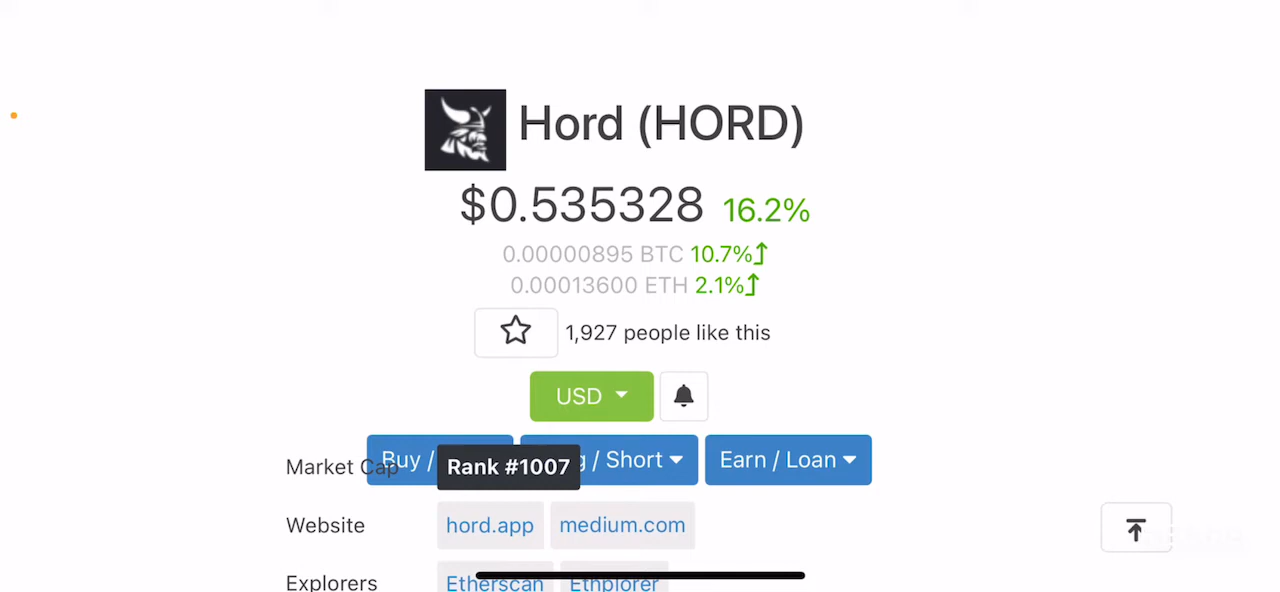 Hord (HORD)
$0.535328 16.2%
0.00000895 BTC 10.7%
0.00013600 ETH 2.1%
1,927 people like this
USD
Market Cap Buy / Rank #1007 / Short Earn / Loan
Website hord.app medium.com
Explorers Etherscan Ethplorer